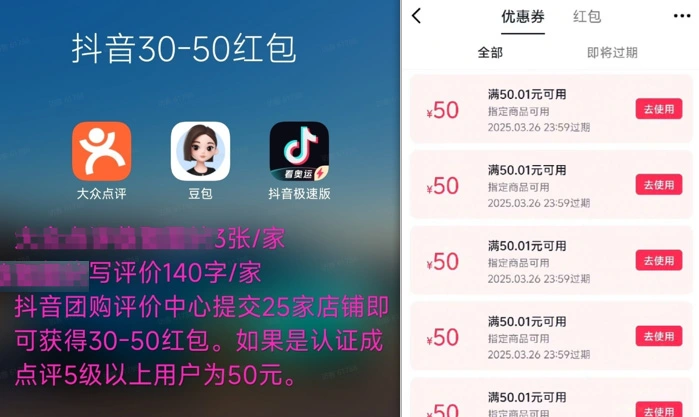 抖音30-50红包
大众点评
豆包
看奥运
抖音极速版
3张/家
写评价140字/家
抖音团购评价中心提交25家店铺即
可获得30-50红包。如果是认证成
点评5级以上用户为50元。
优惠券 红包
全部 即将过期
¥50
满50.01元可用
指定商品可用
2025.03.26 23:59过期
去使用
¥50
满50.01元可用
指定商品可用
2025.03.26 23:59过期
去使用
¥50
满50.01元可用
指定商品可用
2025.03.26 23:59过期
去使用
¥50
满50.01元可用
指定商品可用
2025.03.26 23:59过期
去使用
¥50
满50.01元可用
去使用